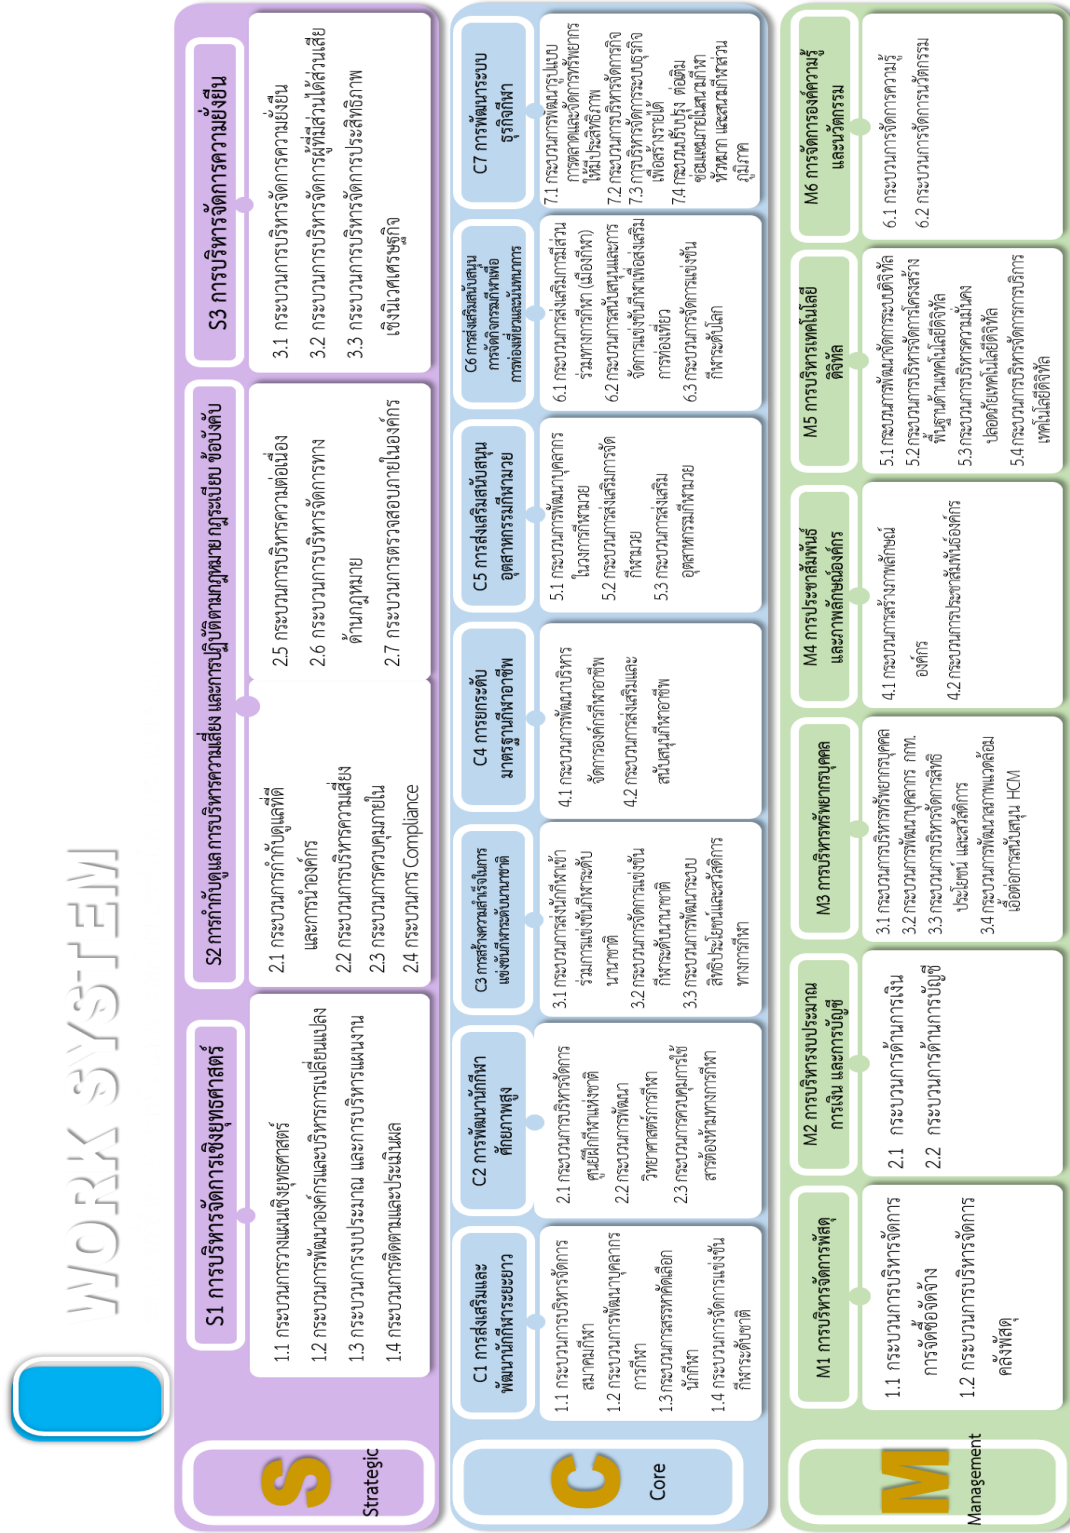 WORK SYSTEM
S
Strategic
S1 การบริหารจัดการเชิงยุทธศาสตร์
1.1 กระบวนการวางแผนเชิงยุทธศาสตร์
1.2 กระบวนการพัฒนาองค์กรและบริหารการเปลี่ยนแปลง
1.3 กระบวนการงบประมาณ และการบริหารแผนงาน
1.4 กระบวนการติดตามและประเมินผล
S2 การกำกับดูแล การบริหารความเสี่ยง และการปฏิบัติตามกฎหมาย กฎระเบียบ ข้อบังคับ
2.1 กระบวนการกำกับดูแลที่ดี
และการนำองค์กร
2.2 กระบวนการบริหารความเสี่ยง
2.3 กระบวนการควบคุมภายใน
2.4 กระบวนการ Compliance
2.5 กระบวนการบริหารความต่อเนื่อง
2.6 กระบวนการบริหารจัดการทาง
ด้านกฎหมาย
2.7 กระบวนการตรวจสอบภายในองค์กร
S3 การบริหารจัดการความยั่งยืน
3.1 กระบวนการบริหารจัดการความยั่งยืน
3.2 กระบวนการบริหารจัดการผู้ที่มีส่วนได้ส่วนเสีย
3.3 กระบวนการบริหารจัดการประสิทธิภาพ
เชิงนิเวศเศรษฐกิจ
C
Core
C1 การส่งเสริมและ
พัฒนานักกีฬาระยะยาว
1.1 กระบวนการบริหารจัดการ
สมาคมกีฬา
1.2 กระบวนการพัฒนาบุคลากร
การกีฬา
1.3 กระบวนการสรรหาคัดเลือก
นักกีฬา
1.4 กระบวนการจัดการแข่งขัน
กีฬาระดับชาติ
C2 การพัฒนานักกีฬา
ศักยภาพสูง
2.1 กระบวนการบริหารจัดการ
ศูนย์ฝึกกีฬาแห่งชาติ
2.2 กระบวนการพัฒนา
วิทยาศาสตร์การกีฬา
2.3 กระบวนการควบคุมการใช้
สารต้องห้ามทางการกีฬา
C3 การสร้างความสำเร็จในการ
แข่งขันกีฬาระดับนานาชาติ
3.1 กระบวนการส่งนักกีฬาเข้า
ร่วมการแข่งขันกีฬาระดับ
นานาชาติ
3.2 กระบวนการจัดการแข่งขัน
กีฬาระดับนานาชาติ
3.3 กระบวนการพัฒนาระบบ
สิทธิประโยชน์และสวัสดิการ
ทางการกีฬา
C4 การยกระดับ
มาตรฐานกีฬาอาชีพ
4.1 กระบวนการพัฒนาบริหาร
จัดการองค์กรกีฬาอาชีพ
4.2 กระบวนการส่งเสริมและ
สนับสนุนกีฬาอาชีพ
C5 การส่งเสริมสนับสนุน
อุตสาหกรรมกีฬามวย
5.1 กระบวนการพัฒนาบุคลากร
ในวงการกีฬามวย
5.2 กระบวนการส่งเสริมการจัด
กีฬามวย
5.3 กระบวนการส่งเสริม
อุตสาหกรรมกีฬามวย
C6 การส่งเสริมสนับสนุน
การจัดกิจกรรมกีฬาเพื่อ
การท่องเที่ยวและนันทนาการ
6.1 กระบวนการส่งเสริมการมีส่วน
ร่วมทางการกีฬา (เมืองกีฬา)
6.2 กระบวนการสนับสนุนและการ
จัดการแข่งขันกีฬาเพื่อส่งเสริม
การท่องเที่ยว
6.3 กระบวนการจัดการแข่งขัน
กีฬาระดับโลก
C7 การพัฒนาระบบ
ธุรกิจกีฬา
7.1 กระบวนการพัฒนารูปแบบ
การตลาดและจัดการทรัพยากร
ให้มีประสิทธิภาพ
7.2 กระบวนการบริหารจัดการกิจ
7.3 การบริหารจัดการระบบธุรกิจ
เพื่อสร้างรายได้
7.4 กระบวนปรับปรุง ต่อเติม
ซ่อมแซมภายในสนามกีฬา
หัวหมาก และสนามกีฬาส่วน
ภูมิภาค
M
Management
M1 การบริหารจัดการพัสดุ
1.1 กระบวนการบริหารจัดการ
การจัดซื้อจัดจ้าง
1.2 กระบวนการบริหารจัดการ
คลังพัสดุ
M2 การบริหารงบประมาณ
การเงิน และการบัญชี
2.1 กระบวนการด้านการเงิน
2.2 กระบวนการด้านการบัญชี
M3 การบริหารทรัพยากรบุคคล
3.1 กระบวนการบริหารทรัพยากรบุคคล
3.2 กระบวนการพัฒนาบุคลากร กกท.
3.3 กระบวนการบริหารจัดการสิทธิ
ประโยชน์ และสวัสดิการ
3.4 กระบวนการพัฒนาสภาพแวดล้อม
เอื้อต่อการสนับสนุน HCM
M4 การประชาสัมพันธ์
และภาพลักษณ์องค์กร
4.1 กระบวนการสร้างภาพลักษณ์
องค์กร
4.2 กระบวนการประชาสัมพันธ์องค์กร
M5 การบริหารเทคโนโลยี
ดิจิทัล
5.1 กระบวนการพัฒนาจัดการระบบดิจิทัล
5.2 กระบวนการบริหารจัดการโครงสร้าง
พื้นฐานด้านเทคโนโลยีดิจิทัล
5.3 กระบวนการบริหารความมั่นคง
ปลอดภัยเทคโนโลยีดิจิทัล
5.4 กระบวนการบริหารจัดการการบริการ
เทคโนโลยีดิจิทัล
M6 การจัดการองค์ความรู้
และนวัตกรรม
6.1 กระบวนการจัดการความรู้
6.2 กระบวนการจัดการนวัตกรรม